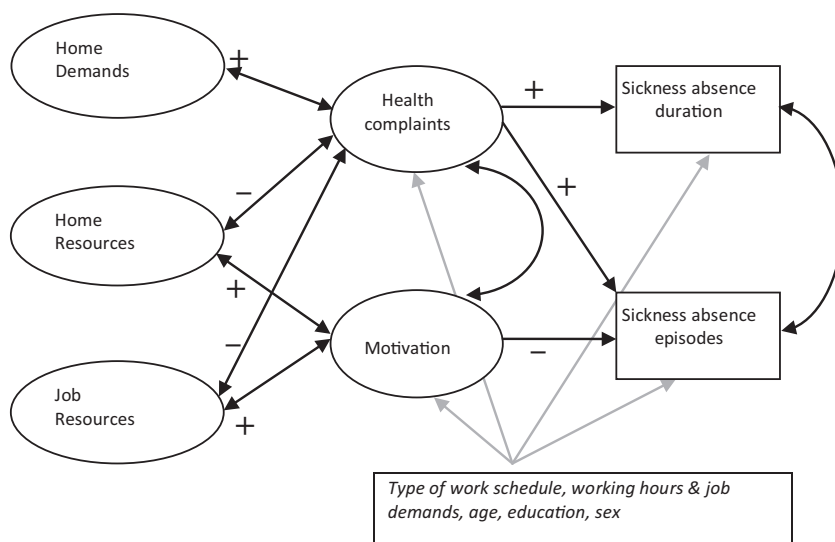 Home
Demands
+
Health
complaints
+
Sickness absence
duration
−
+
Home
Resources
+
−
Motivation
−
Sickness absence
episodes
Job
Resources
+
Type of work schedule, working hours & job
demands, age, education, sex